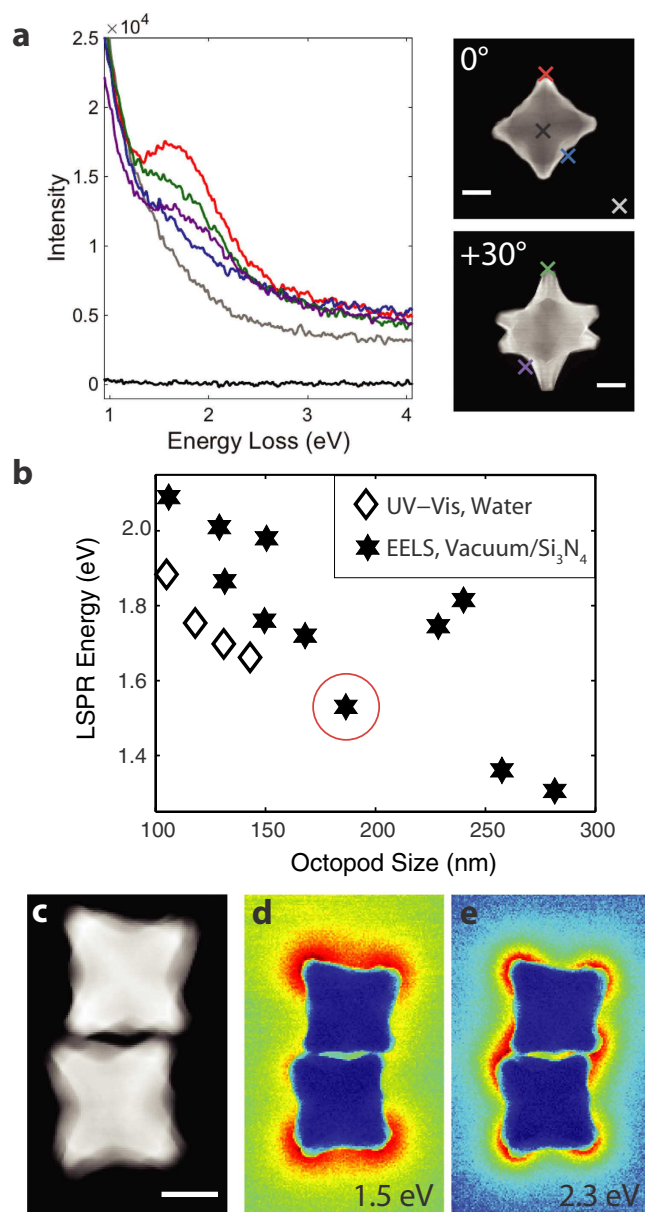 a
×10⁴
2.5
2
1.5
1
0.5
0
1
2
3
4
Intensity
Energy Loss (eV)
0°
+30°
b
2.0
1.8
1.6
1.4
100
150
200
250
300
LSPR Energy (eV)
Octopod Size (nm)
UV–Vis, Water
EELS, Vacuum/Si₃N₄
c
d
e
1.5 eV
2.3 eV